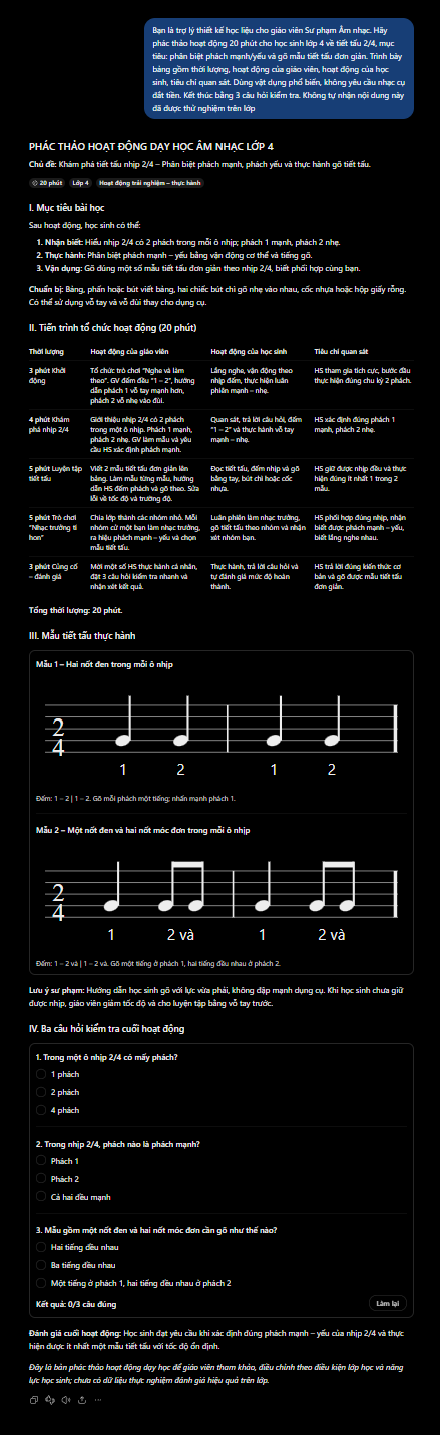 Bạn là trợ lý thiết kế học liệu cho giáo viên Sư phạm Âm nhạc. Hãy
phác thảo hoạt động 20 phút cho học sinh lớp 4 về tiết tấu 2/4, mục
tiêu: phân biệt phách mạnh/yếu và gõ mẫu tiết tấu đơn giản. Trình bày
bằng gồm thời lượng, hoạt động của giáo viên, hoạt động của học
sinh, tiêu chí quan sát. Dùng vật dụng phổ biến, không yêu cầu nhạc cụ
đắt tiền. Kết thúc bằng 3 câu hỏi kiểm tra. Không tự nhận nội dung này
đã được thử nghiệm trên lớp
PHÁC THẢO HOẠT ĐỘNG DẠY HỌC ÂM NHẠC LỚP 4
Chủ đề: Khám phá tiết tấu nhịp 2/4 – Phân biệt phách mạnh, phách yếu và thực hành gõ tiết tấu.
20 phút Lớp 4 Hoạt động trải nghiệm – thực hành
I. Mục tiêu bài học
Sau hoạt động, học sinh có thể:
1. Nhận biết: Hiểu nhịp 2/4 có 2 phách trong mỗi ô nhịp; phách 1 mạnh, phách 2 nhẹ.
2. Thực hành: Phân biệt phách mạnh – yếu bằng vận động cơ thể và tiếng gõ.
3. Vận dụng: Gõ đúng một số mẫu tiết tấu đơn giản theo nhịp 2/4, biết phối hợp cùng bạn.
Chuẩn bị: Bảng, phấn hoặc bút viết bảng, hai chiếc bút chì gõ nhẹ vào nhau, cốc nhựa hoặc hộp giấy rỗng.
Có thể sử dụng vỗ tay và vỗ đùi thay cho dụng cụ.
II. Tiến trình tổ chức hoạt động (20 phút)
Thời lượng Hoạt động của giáo viên Hoạt động của học sinh Tiêu chí quan sát
3 phút Khởi động
Tổ chức trò chơi "Nghe và làm
theo". GV đếm đều "1 – 2", hướng
dẫn phách 1 vỗ tay mạnh hơn,
phách 2 vỗ nhẹ vào đùi.
Lắng nghe, vận động theo
nhịp đếm, thực hiện luân
phiên mạnh – nhẹ.
HS tham gia tích cực, bước đầu
thực hiện đúng chu kỳ 2 phách.
4 phút Khám
phá nhịp 2/4
Giới thiệu nhịp 2/4 có 2 phách
trong một ô nhịp. Phách 1 mạnh,
phách 2 nhẹ. GV làm mẫu và yêu
cầu HS xác định phách mạnh.
Quan sát, trả lời câu hỏi, đếm
"1 – 2" và thực hành vỗ tay
mạnh – nhẹ.
HS xác định đúng phách 1
mạnh, phách 2 nhẹ.
5 phút Luyện tập
tiết tấu
Viết 2 mẫu tiết tấu đơn giản lên
bảng. Làm mẫu từng mẫu, hướng
dẫn HS đếm phách và gõ theo. Sửa
lỗi về tốc độ và trường độ.
Đọc tiết tấu, đếm nhịp và gõ
bằng tay, bút chì hoặc cốc
nhựa.
HS giữ được nhịp đều và thực
hiện đúng ít nhất 1 trong 2
mẫu.
5 phút Trò chơi
"Nhạc trưởng tí
hon"
Chia lớp thành các nhóm nhỏ. Mỗi
nhóm cử một bạn làm nhạc trưởng,
ra hiệu phách mạnh – yếu và chọn
mẫu tiết tấu.
Luân phiên làm nhạc trưởng,
gõ tiết tấu theo nhóm và nhận
xét nhóm bạn.
HS phối hợp đúng nhịp, nhận
biết được phách mạnh – yếu,
biết lắng nghe nhau.
3 phút Củng cố
– đánh giá
Mời một số HS thực hành cá nhân,
đặt 3 câu hỏi kiểm tra nhanh và
nhận xét kết quả.
Thực hành, trả lời câu hỏi và
tự đánh giá mức độ hoàn
thành.
HS trả lời đúng kiến thức cơ
bản và gõ được mẫu tiết tấu
đơn giản.
Tổng thời lượng: 20 phút.
III. Mẫu tiết tấu thực hành
Mẫu 1 – Hai nốt đen trong mỗi ô nhịp
2
4
1 2 1 2
Đếm: 1 – 2 | 1 – 2. Gõ mỗi phách một tiếng; nhấn mạnh phách 1.
Mẫu 2 – Một nốt đen và hai nốt móc đơn trong mỗi ô nhịp
2
4
1 2 và 1 2 và
Đếm: 1 – 2 và | 1 – 2 và. Gõ một tiếng ở phách 1, hai tiếng đều nhau ở phách 2.
Lưu ý sư phạm: Hướng dẫn học sinh gõ với lực vừa phải, không đập mạnh dụng cụ. Khi học sinh chưa giữ
được nhịp, giáo viên giảm tốc độ và cho luyện tập bằng vỗ tay trước.
IV. Ba câu hỏi kiểm tra cuối hoạt động
1. Trong một ô nhịp 2/4 có mấy phách?
1 phách
2 phách
4 phách
2. Trong nhịp 2/4, phách nào là phách mạnh?
Phách 1
Phách 2
Cả hai đều mạnh
3. Mẫu gồm một nốt đen và hai nốt móc đơn cần gõ như thế nào?
Hai tiếng đều nhau
Ba tiếng đều nhau
Một tiếng ở phách 1, hai tiếng đều nhau ở phách 2
Kết quả: 0/3 câu đúng Làm lại
Đánh giá cuối hoạt động: Học sinh đạt yêu cầu khi xác định đúng phách mạnh – yếu của nhịp 2/4 và thực
hiện được ít nhất một mẫu tiết tấu với tốc độ ổn định.
Đây là bản phác thảo hoạt động dạy học để giáo viên tham khảo, điều chỉnh theo điều kiện lớp học và năng
lực học sinh; chưa có dữ liệu thực nghiệm đánh giá hiệu quả trên lớp.